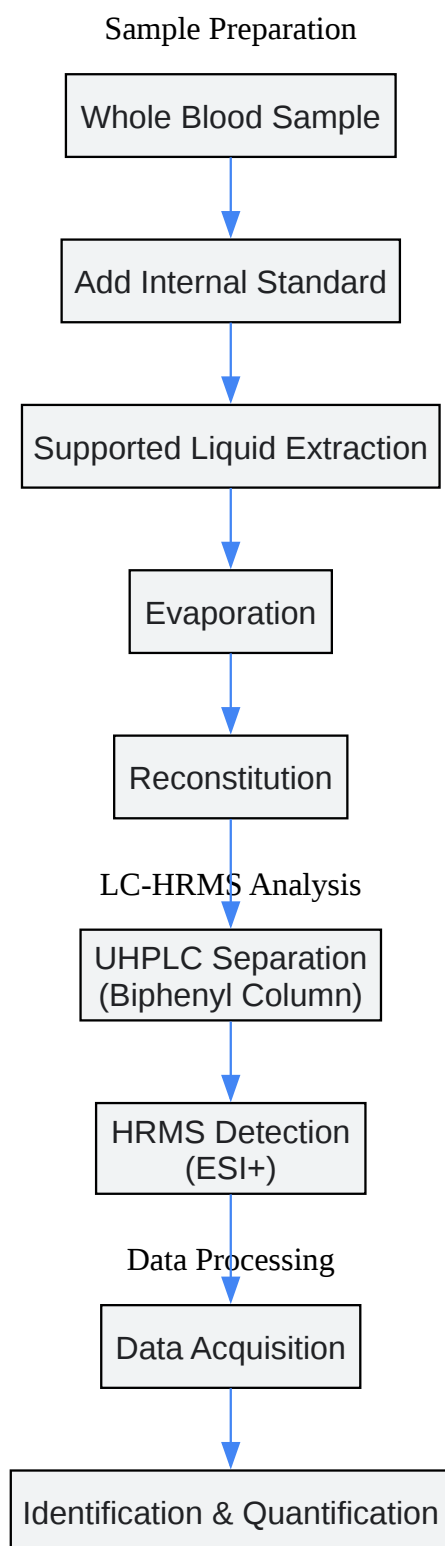 Sample Preparation
Whole Blood Sample
Add Internal Standard
Supported Liquid Extraction
Evaporation
Reconstitution
LC-HRMS Analysis
UHPLC Separation
(Biphenyl Column)
HRMS Detection
(ESI+)
Data Processing
Data Acquisition
Identification & Quantification